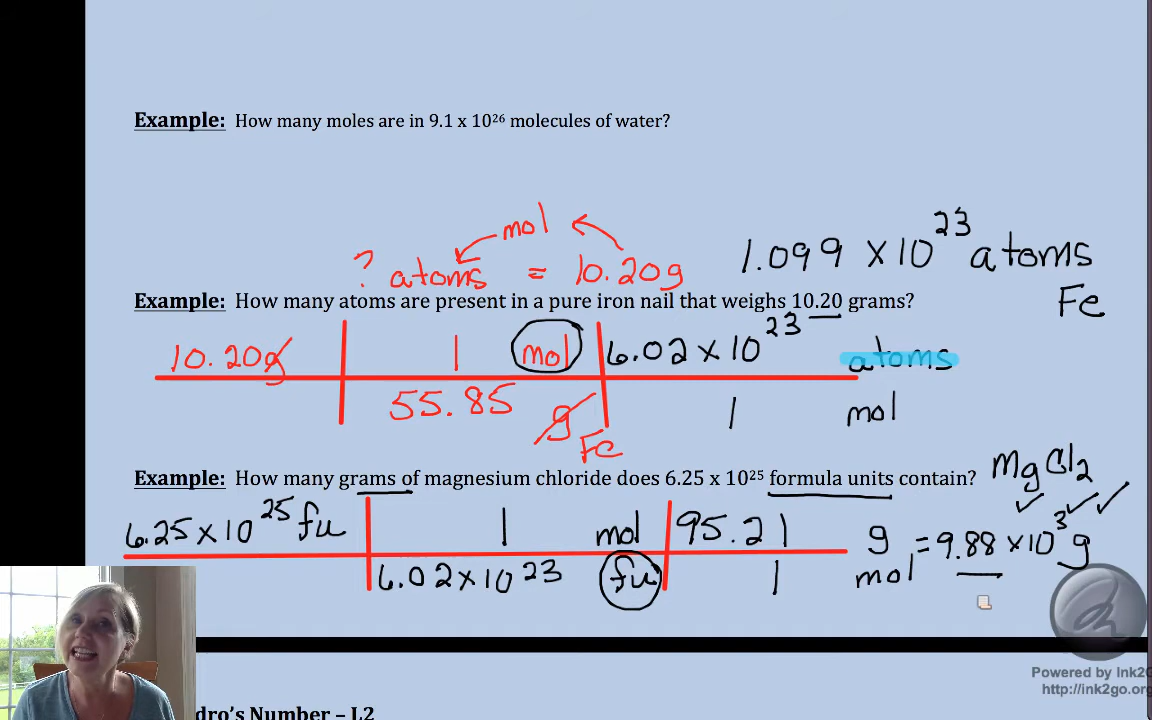 Example: How many moles are in 9.1 x 10²⁶ molecules of water?
mol
? atoms = 10.20g
1.099 x 10²³ atoms
Fe
Example: How many atoms are present in a pure iron nail that weighs 10.20 grams?
10.20g 1 mol 6.02 x 10²³ atoms
55.85 g Fe 1 mol
Example: How many grams of magnesium chloride does 6.25 x 10²⁵ formula units contain? MgCl₂
6.25 x 10²⁵ fu 1 mol 95.21 g = 9.88 x 10³ g
6.02 x 10²³ fu 1 mol
Powered by Ink2G
http://ink2go.org
dro's Number – L2